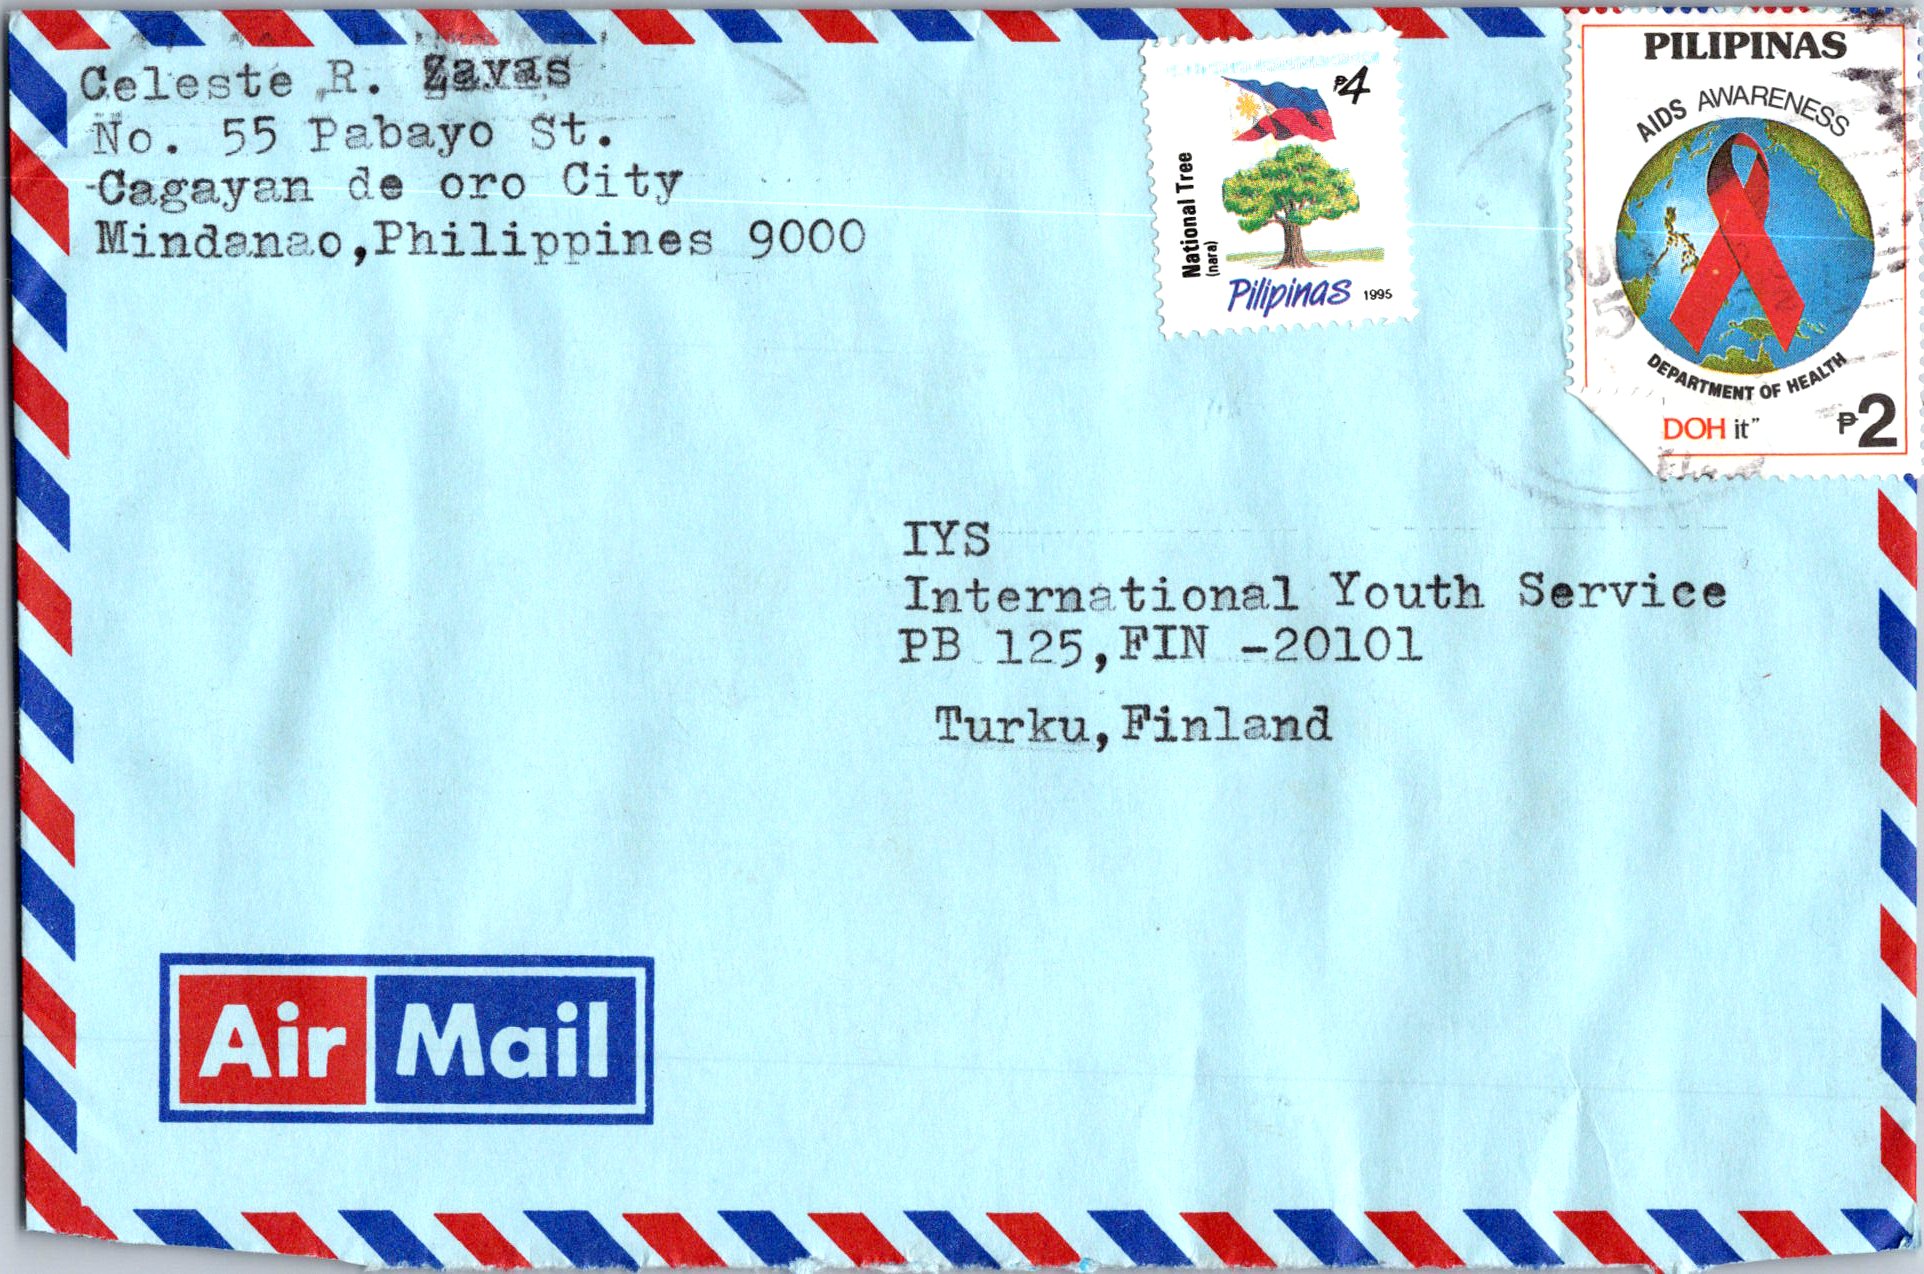 Celeste R. Zavas
No. 55 Pabayo St.
Cagayan de oro City
Mindanao,Philippines 9000
₱4
National Tree
(nara)
Pilipinas 1995
PILIPINAS
AIDS AWARENESS
DEPARTMENT OF HEALTH
DOH it”
₱2
IYS
International Youth Service
PB 125,FIN -20101
Turku,Finland
Air Mail